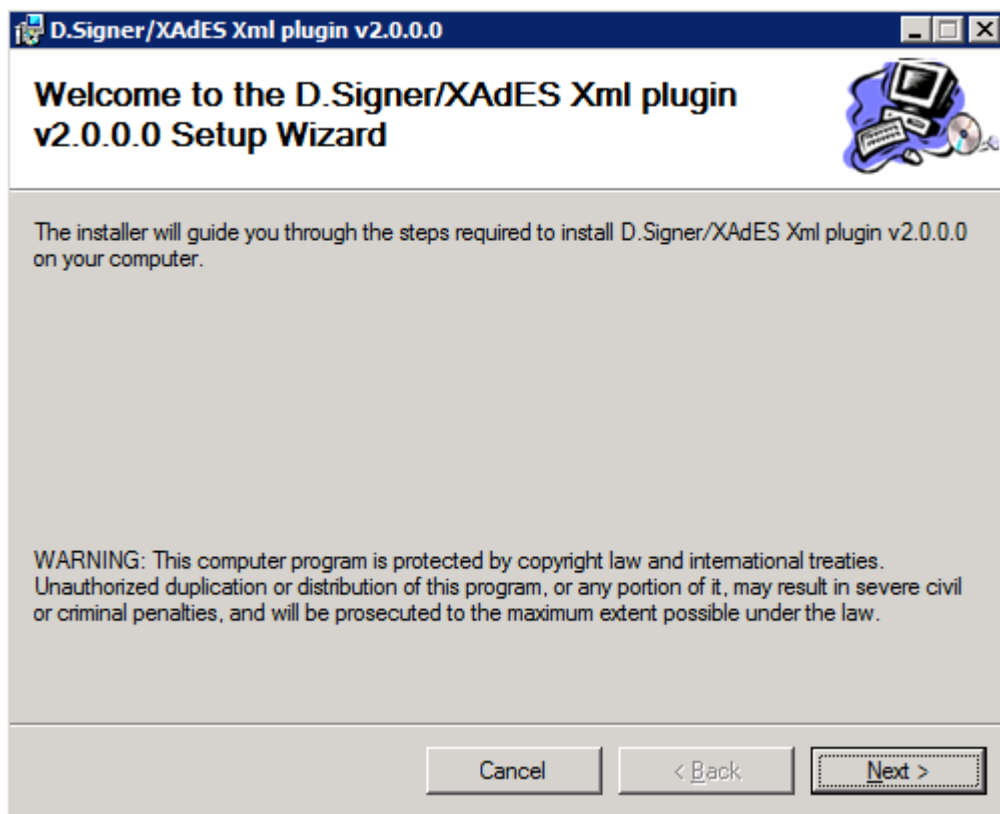 D.Signer/XAdES Xml plugin v2.0.0.0
Welcome to the D.Signer/XAdES Xml plugin
v2.0.0.0 Setup Wizard
The installer will guide you through the steps required to install D.Signer/XAdES Xml plugin v2.0.0.0
on your computer.
WARNING: This computer program is protected by copyright law and international treaties.
Unauthorized duplication or distribution of this program, or any portion of it, may result in severe civil
or criminal penalties, and will be prosecuted to the maximum extent possible under the law.
Cancel < Back Next >